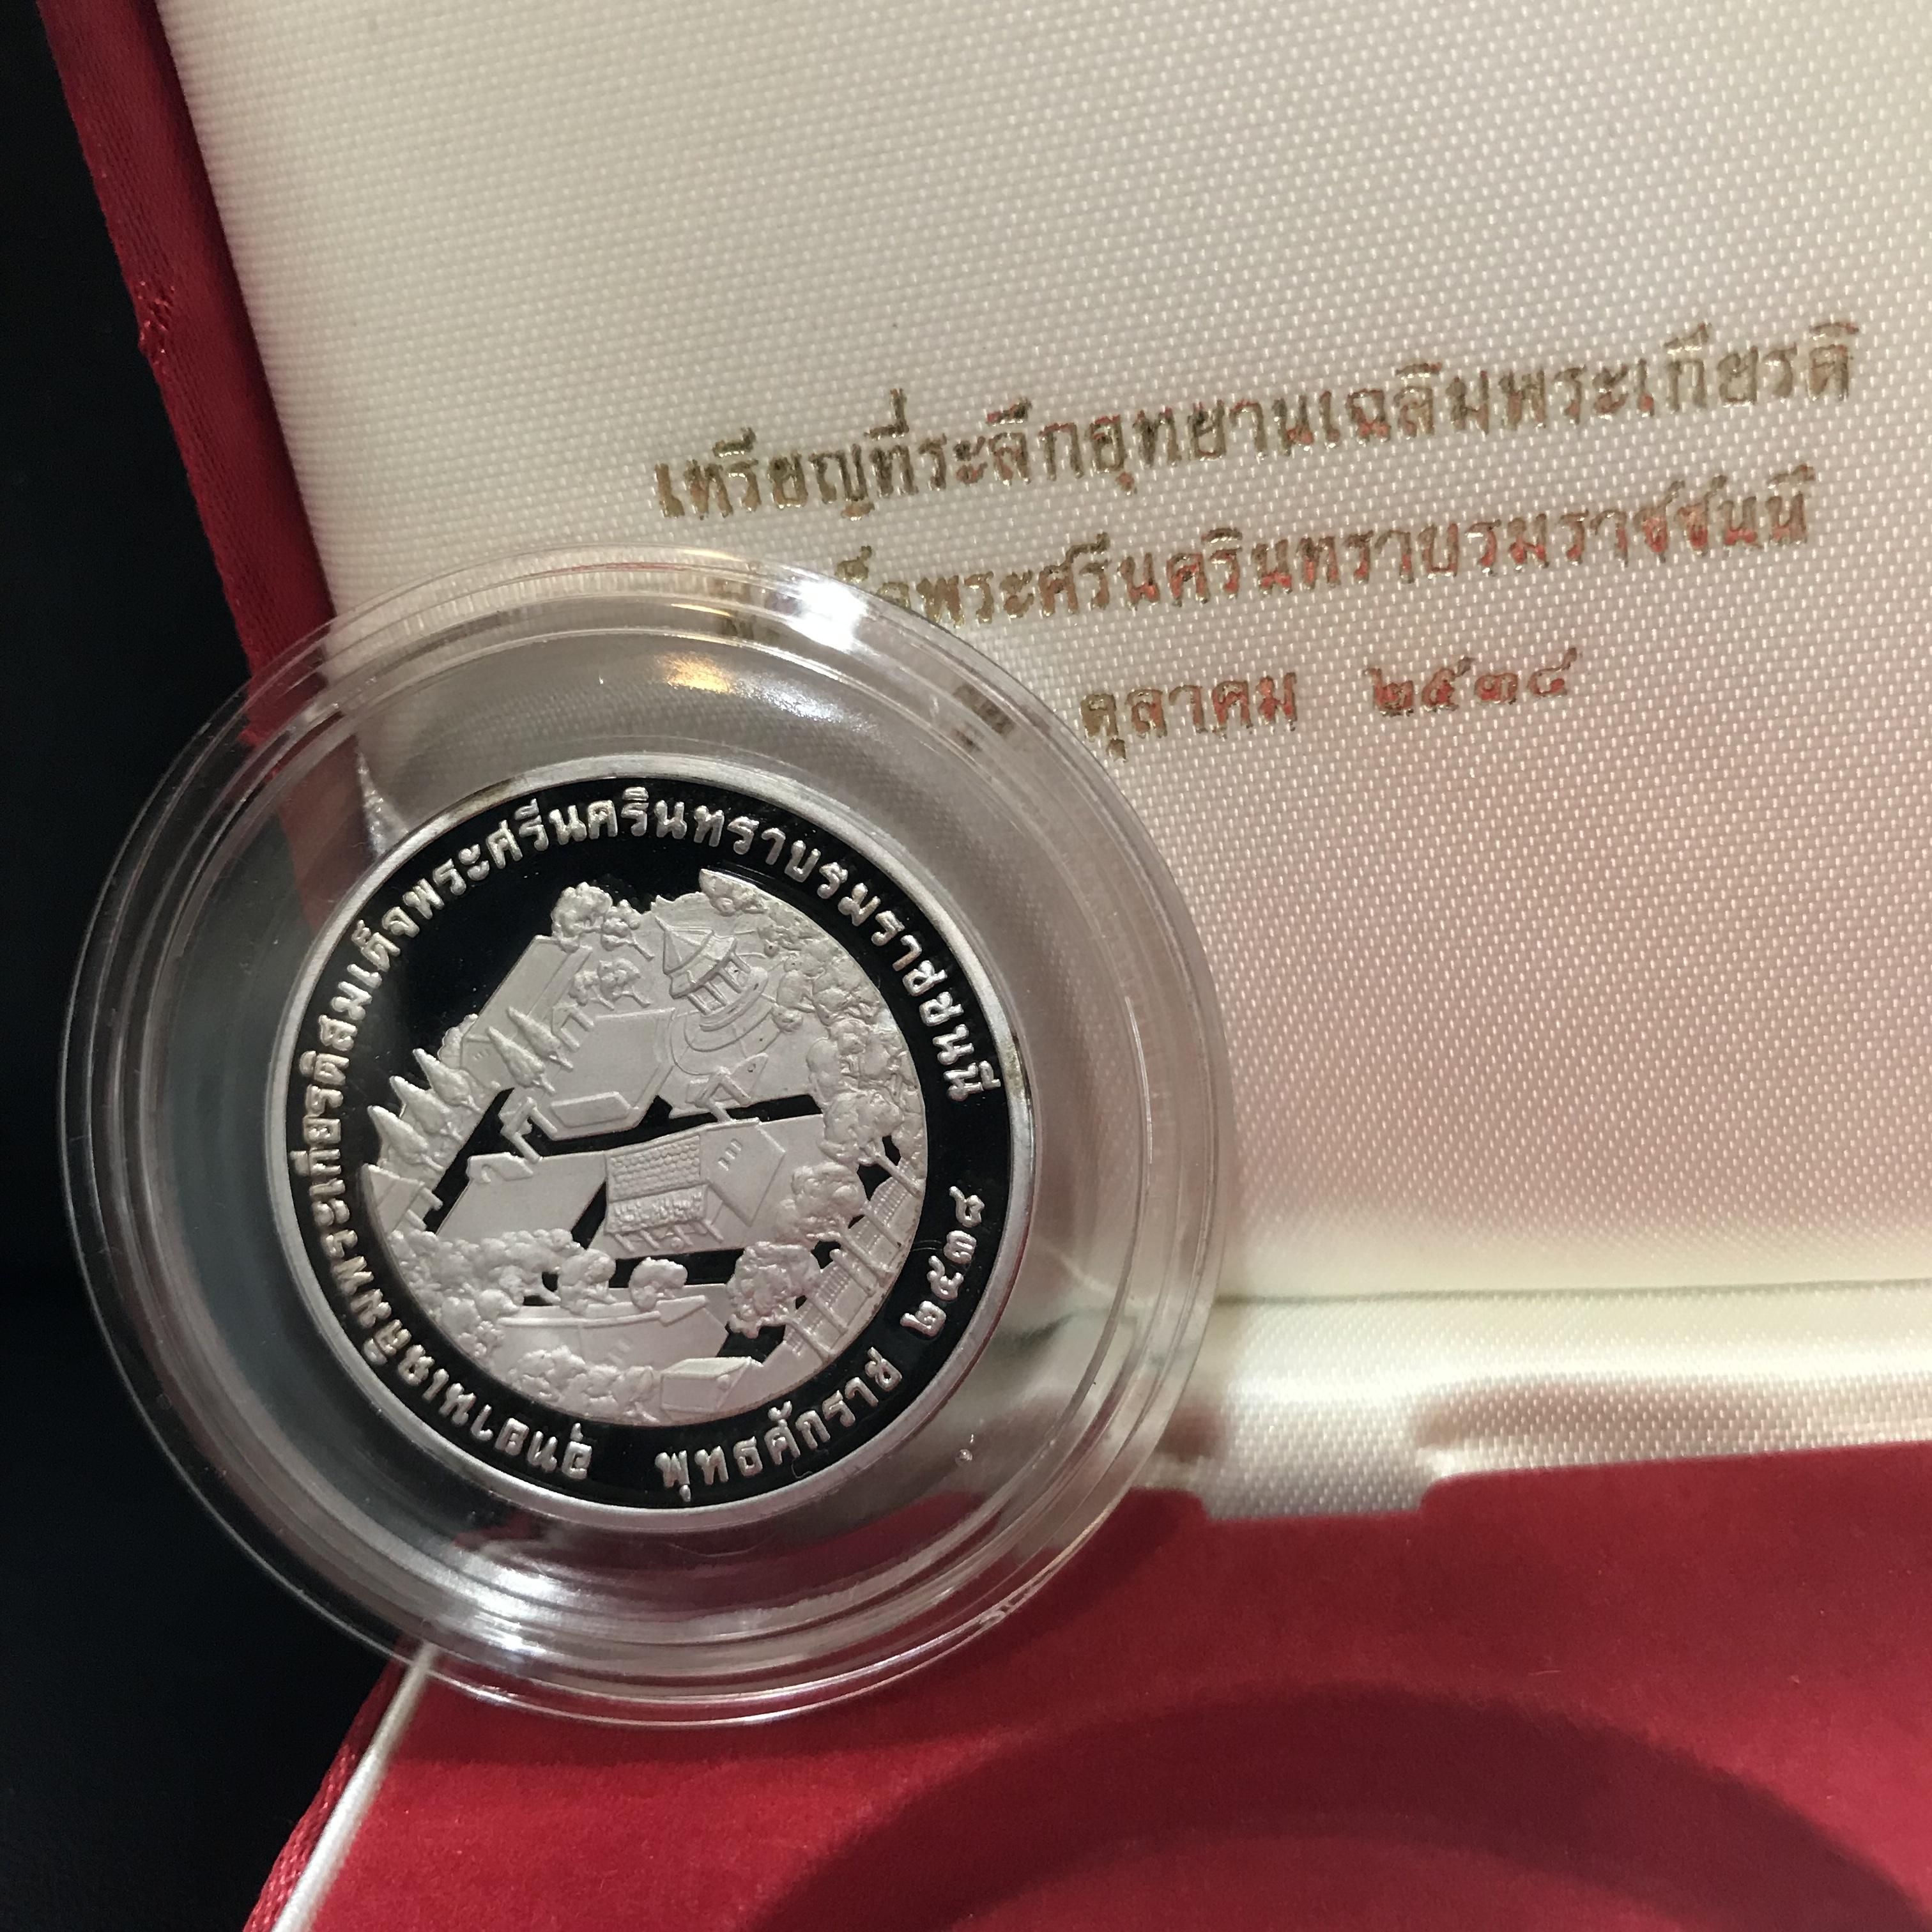 เหรียญที่ระลึกอุทยานเฉลิมพระเกียรติ
สมเด็จพระศรีนครินทราบรมราชชนนี
ตุลาคม ๒๕๓๘
อุทยานเฉลิมพระเกียรติสมเด็จพระศรีนครินทราบรมราชชนนี
พุทธศักราช ๒๕๓๘